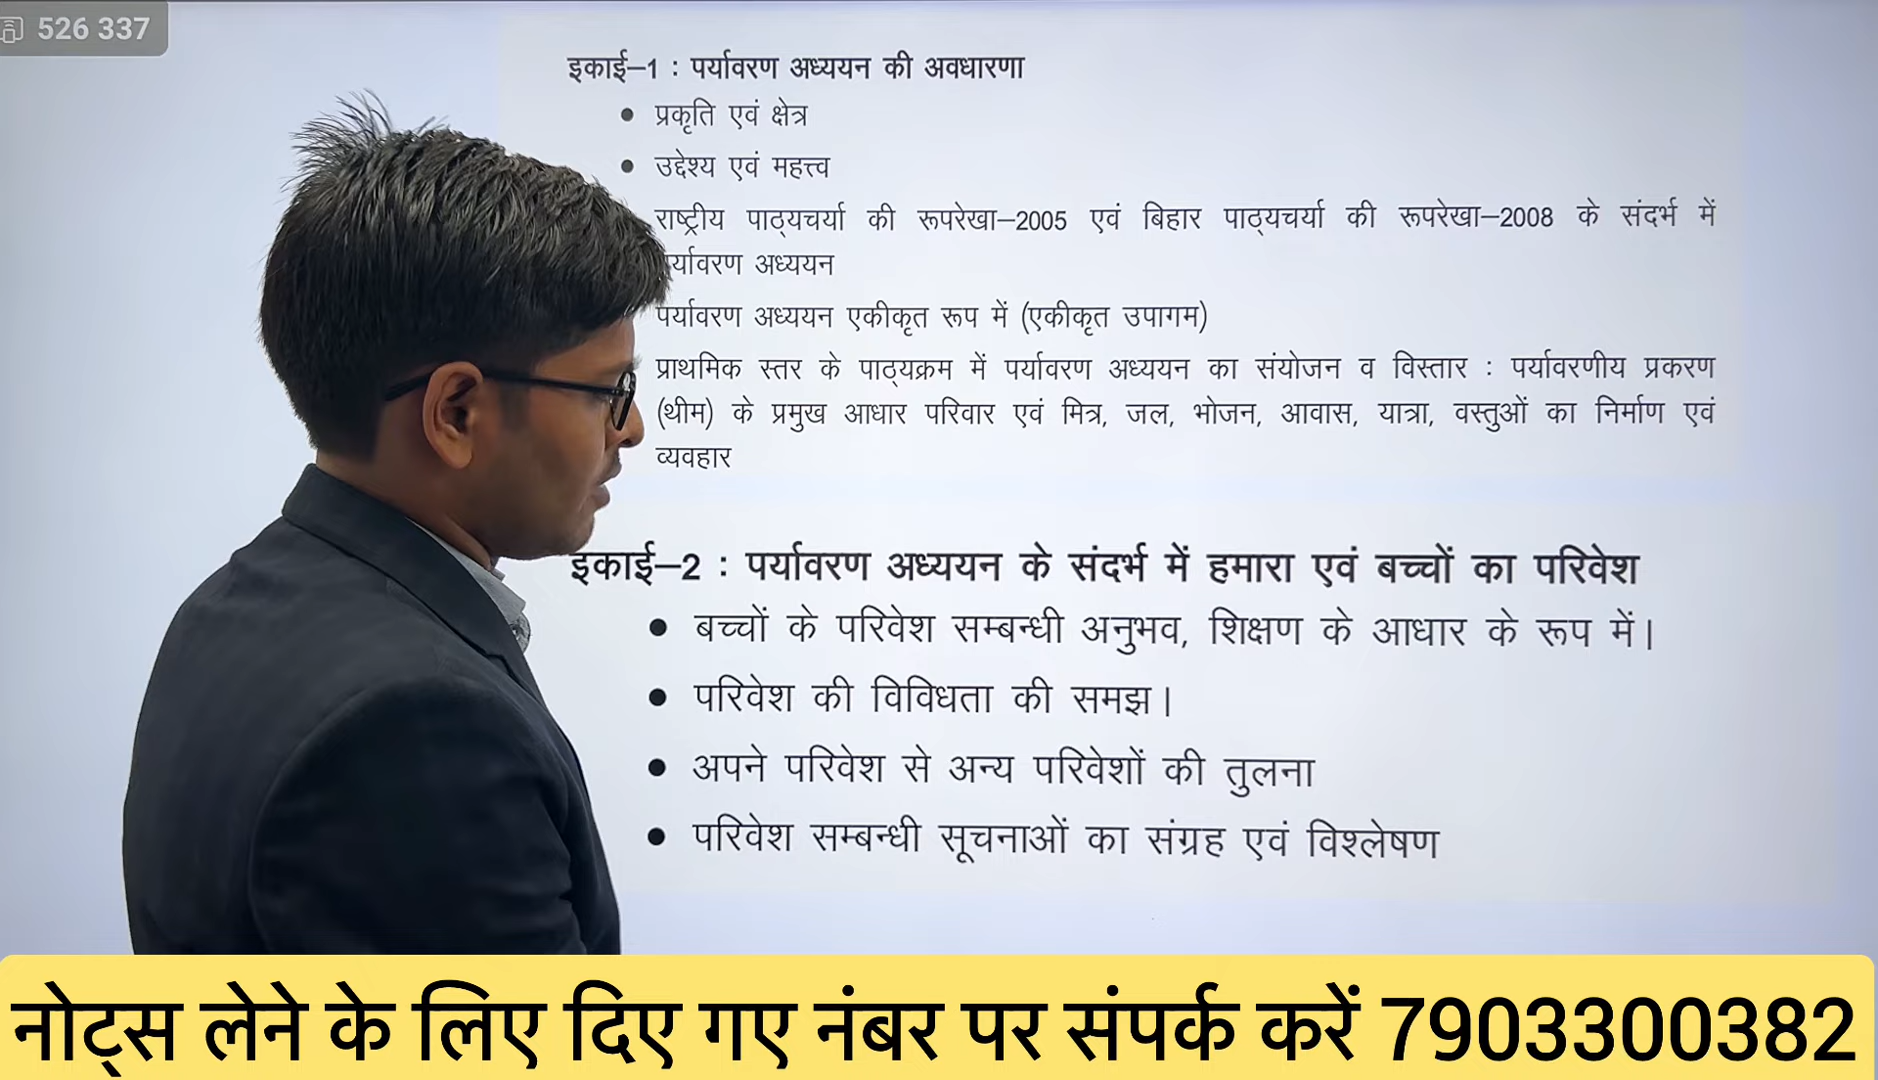 526 337
इकाई–1 : पर्यावरण अध्ययन की अवधारणा
• प्रकृति एवं क्षेत्र
• उद्देश्य एवं महत्त्व
राष्ट्रीय पाठ्यचर्या की रूपरेखा–2005 एवं बिहार पाठ्यचर्या की रूपरेखा–2008 के संदर्भ में
अध्ययन
पर्यावरण अध्ययन एकीकृत रूप में (एकीकृत उपागम)
प्राथमिक स्तर के पाठ्यक्रम में पर्यावरण अध्ययन का संयोजन व विस्तार : पर्यावरणीय प्रकरण
(थीम) के प्रमुख आधार परिवार एवं मित्र, जल, भोजन, आवास, यात्रा, वस्तुओं का निर्माण एवं
व्यवहार
इकाई–2 : पर्यावरण अध्ययन के संदर्भ में हमारा एवं बच्चों का परिवेश
• बच्चों के परिवेश सम्बन्धी अनुभव, शिक्षण के आधार के रूप में।
• परिवेश की विविधता की समझ।
• अपने परिवेश से अन्य परिवेशों की तुलना
• परिवेश सम्बन्धी सूचनाओं का संग्रह एवं विश्लेषण
नोट्स लेने के लिए दिए गए नंबर पर संपर्क करें 7903300382